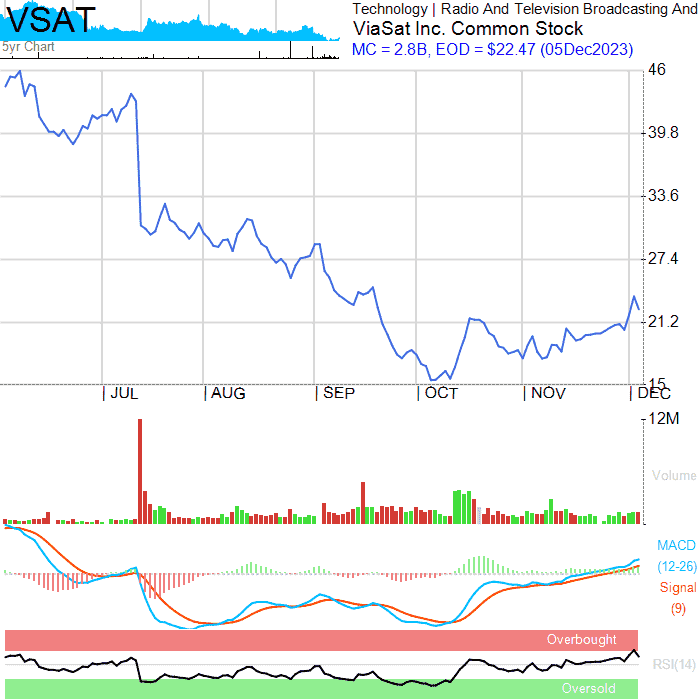 VSAT
5yr Chart
Technology | Radio And Television Broadcasting And
ViaSat Inc. Common Stock
MC = 2.8B, EOD = $22.47 (05Dec2023)
46
39.8
33.6
27.4
21.2
15
| JUL | AUG | SEP | OCT | NOV | DEC
12M
Volume
MACD
(12-26)
Signal
(9)
Overbought
RSI(14)
Oversold